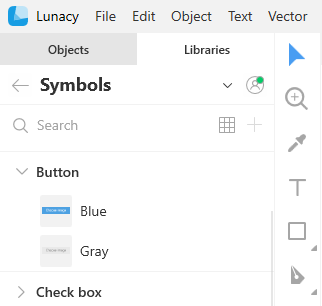 Lunacy File Edit Object Text Vector
Objects Libraries
Symbols
Search
Button
Blue
Gray
Check box